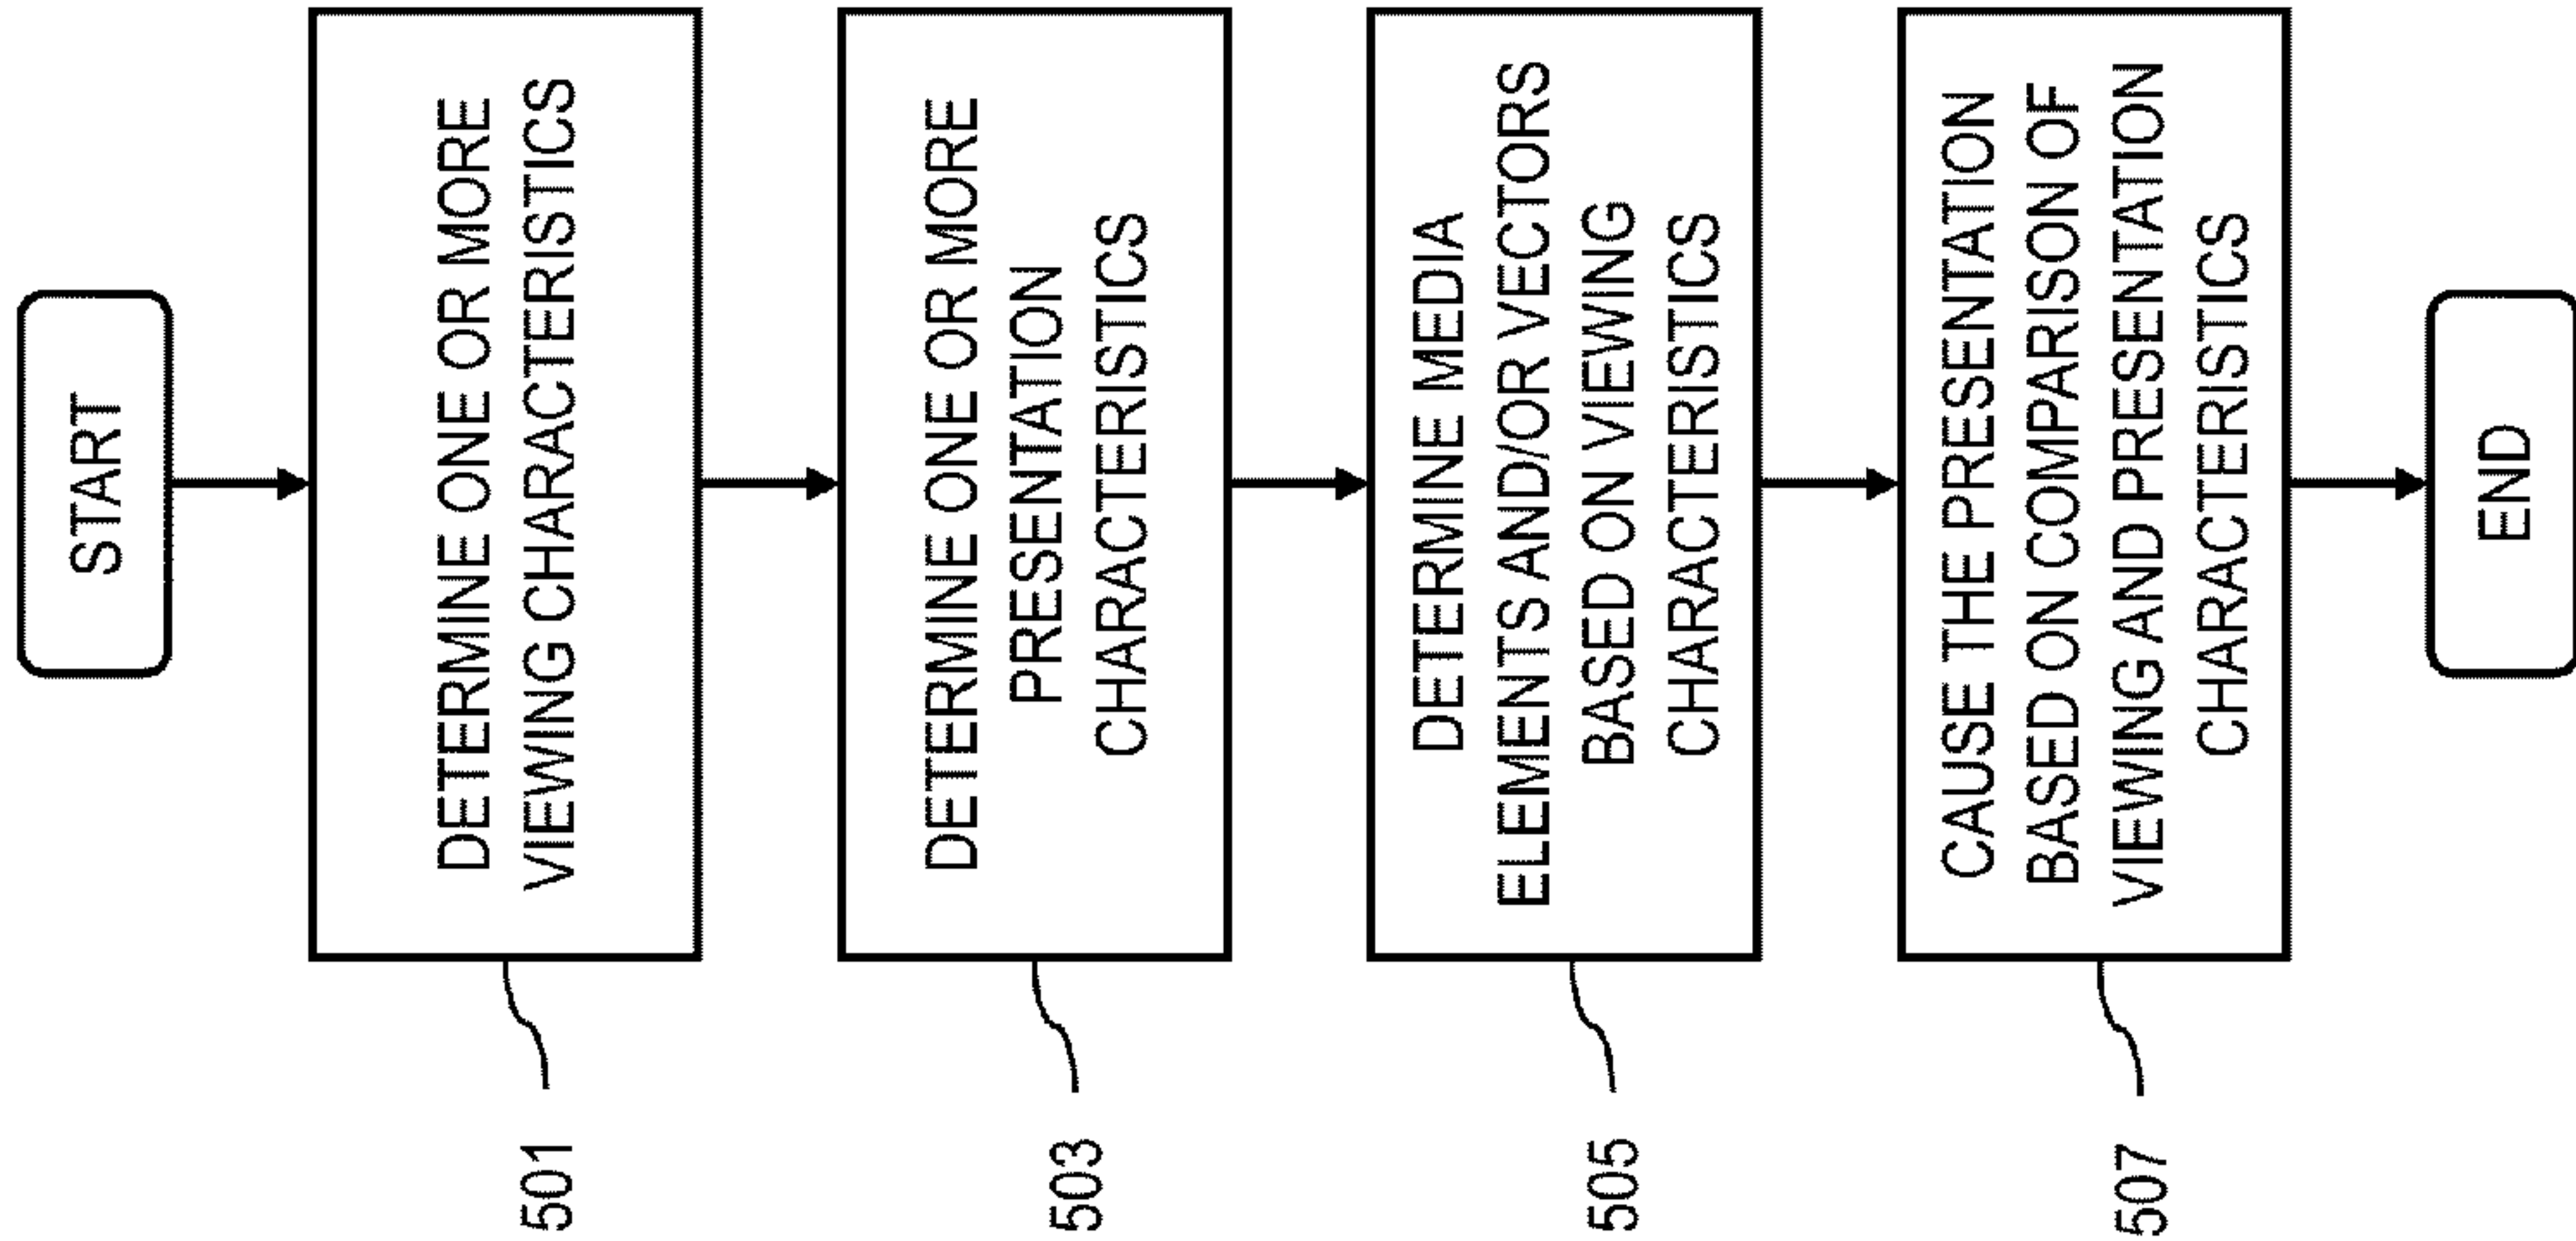 START
501
DETERMINE ONE OR MORE
VIEWING CHARACTERISTICS
503
DETERMINE ONE OR MORE
PRESENTATION
CHARACTERISTICS
505
DETERMINE MEDIA
ELEMENTS AND/OR VECTORS
BASED ON VIEWING
CHARACTERISTICS
507
CAUSE THE PRESENTATION
BASED ON COMPARISON OF
VIEWING AND PRESENTATION
CHARACTERISTICS
END